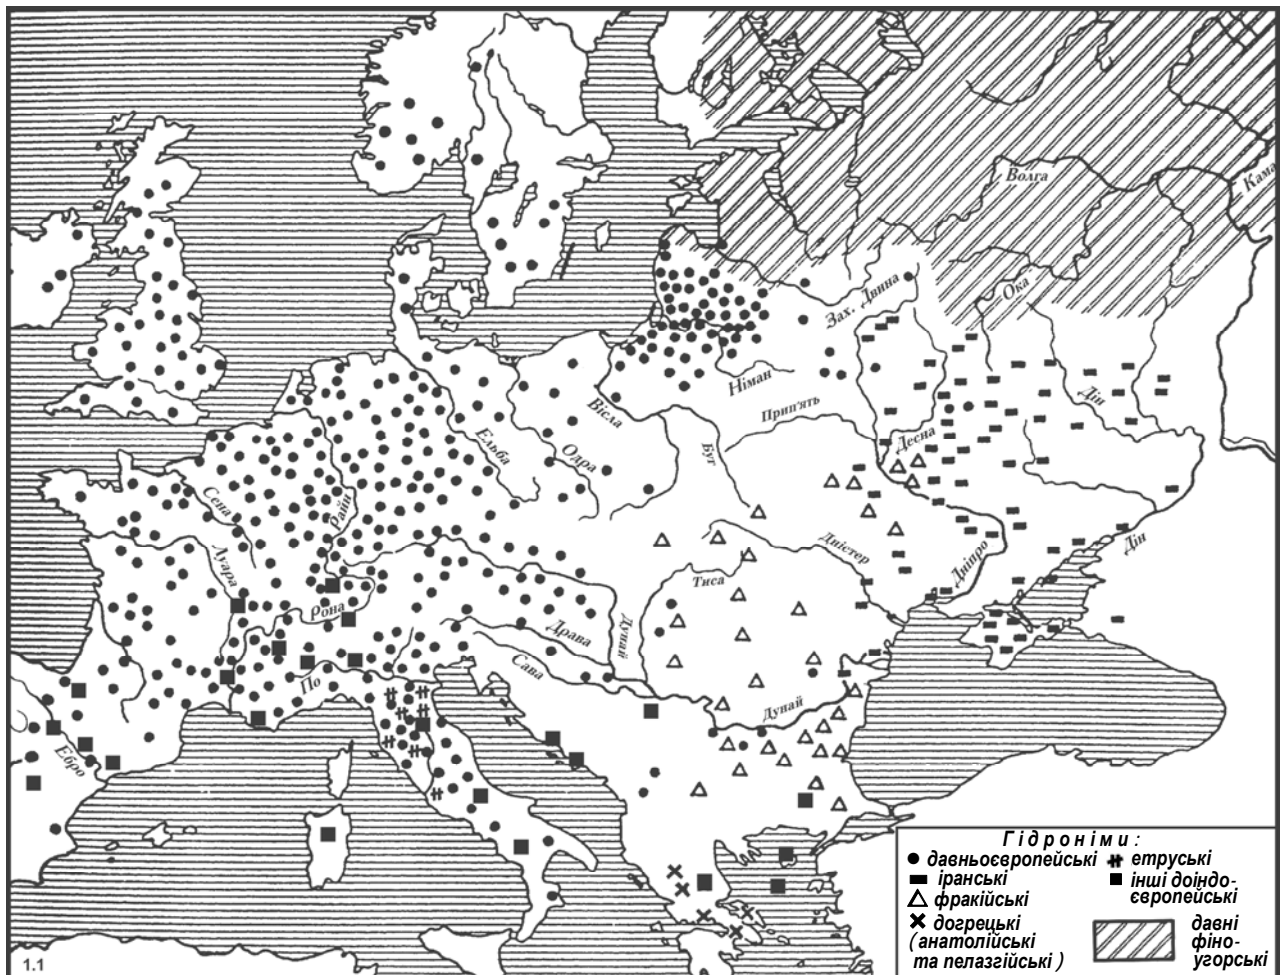 Волга
Кама
Ока
Зах. Двина
Німан
Прип'ять
Дін
Десна
Вісла
Буг
Ельба
Одра
Сена
Райн
Луара
Рона
Дністер
Тиса
Дніпро
Дін
Драва
Дунай
Сава
По
Дунай
Ебро
Гідроніми:
давньоєвропейські
іранські
фракійські
догрецькі
(анатолійські
та пелазгійські)
етруські
інші доіндо-
європейські
давні
фіно-
угорські
1.1